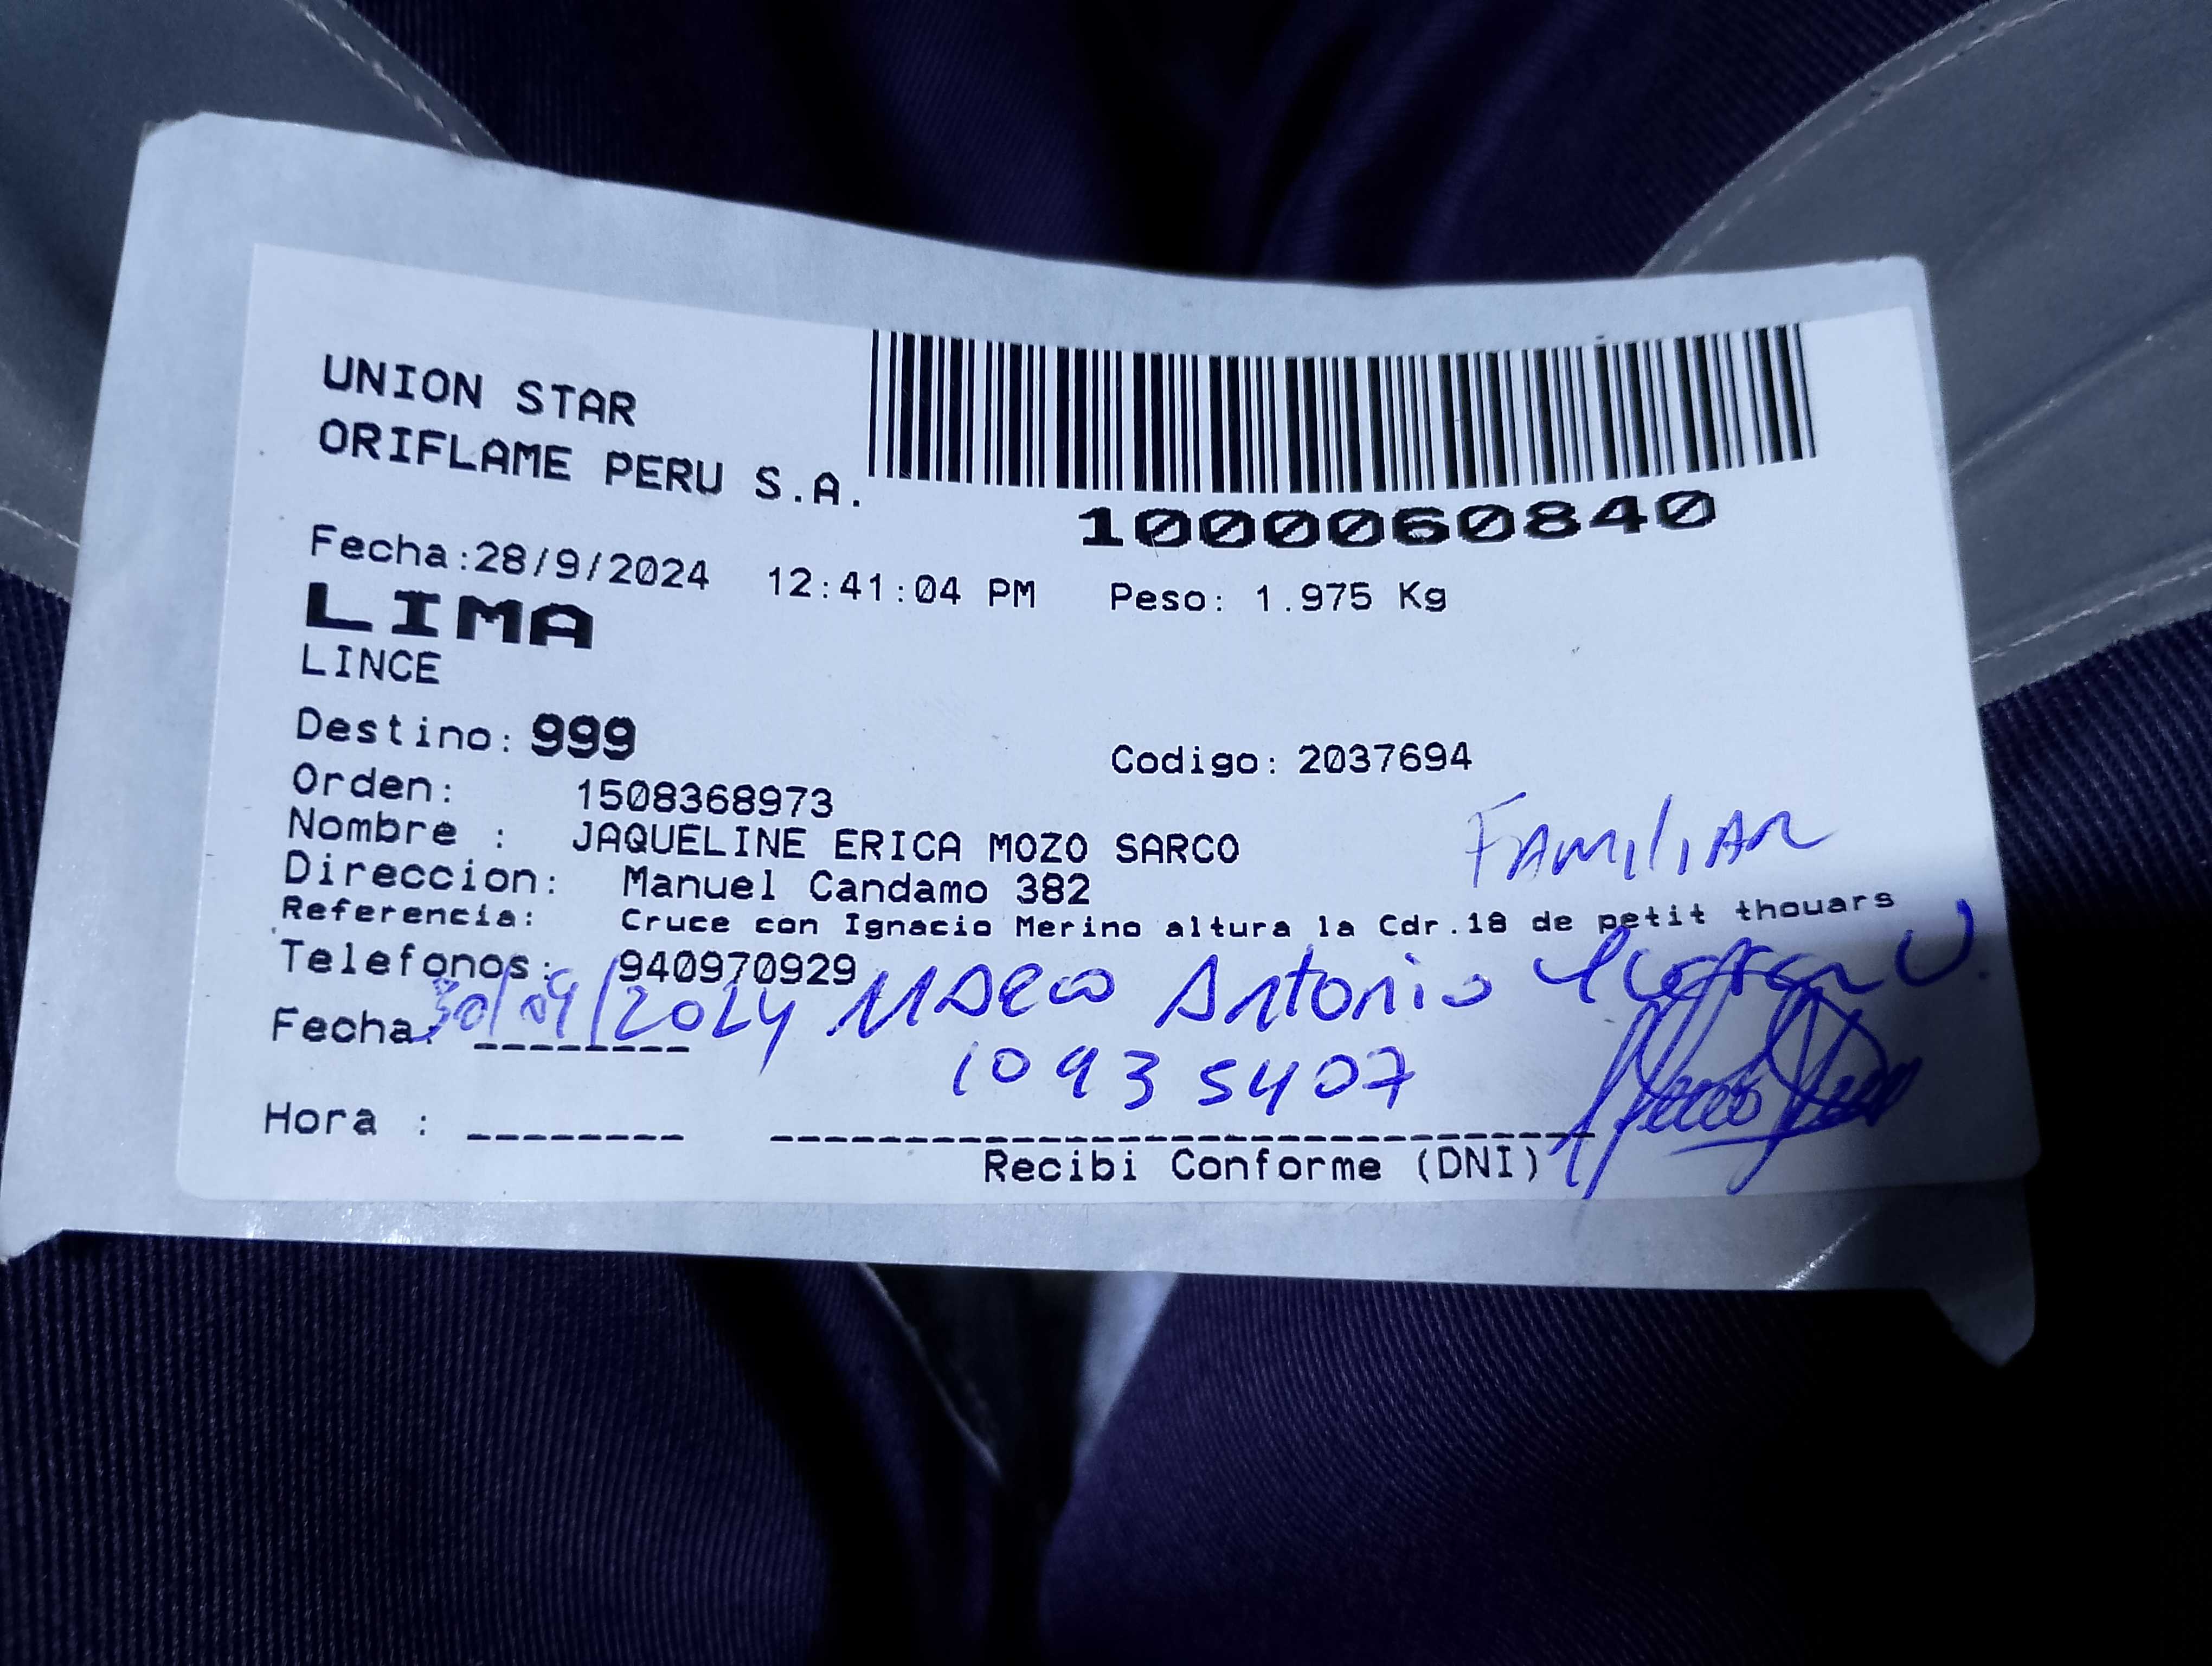 UNION STAR
ORIFLAME PERU S.A.
1000060840
Fecha:28/9/2024 12:41:04 PM Peso: 1.975 Kg
LIMA
LINCE
Destino: 999 Codigo: 2037694
Orden: 1508368973
Nombre : JAQUELINE ERICA MOZO SARCO
FAMILIAR
Direccion: Manuel Candamo 382
Referencia: Cruce con Ignacio Merino altura la Cdr.18 de petit thouars
Telefonos: 940970929
Marco Antonio
Fecha: 30/09/2024
10935407
Hora : --------
Recibi Conforme (DNI)